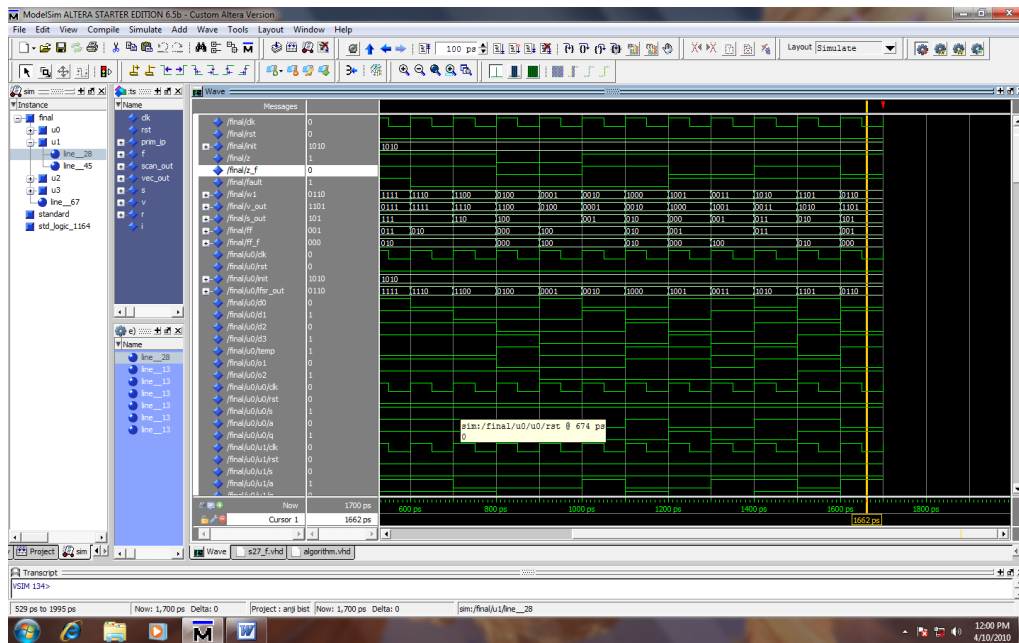 ModelSim ALTERA STARTER EDITION 6.5b - Custom Altera Version
File Edit View Compile Simulate Add Wave Tools Layout Window Help
100 ps
Layout Simulate
sim
Instance
final
u0
u1
line__28
line__45
u2
u3
line__67
standard
std_logic_1164
Name
clk
rst
prim_ip
f
scan_out
vec_out
s
v
r
i
Name
line__28
line__13
line__13
line__13
line__13
line__13
line__13
Wave
Messages
/final/clk 0
/final/rst 0
/final/init 1010 1010
/final/z 1
/final/z_f 0
/final/fault 1
/final/w1 0110 1111 1110 1100 0100 0001 0010 1000 1001 0011 1010 1101 0110
/final/v_out 1101 0111 1111 1110 1100 0100 0001 0010 1000 1001 0011 1010 1101
/final/s_out 101 111 110 100 001 010 000 001 011 010 101
/final/ff 001 011 010 000 100 010 001 011 001
/final/ff_f 000 010 000 100 010 000 100 010 000
/final/u0/clk 0
/final/u0/rst 0
/final/u0/init 1010 1010
/final/u0/lfsr_out 0110 1111 1110 1100 0100 0001 0010 1000 1001 0011 1010 1101 0110
/final/u0/d0 0
/final/u0/d1 1
/final/u0/d2 0
/final/u0/d3 1
/final/u0/temp 1
/final/u0/o1 0
/final/u0/o2 1
/final/u0/u0/clk 0
/final/u0/u0/rst 0
/final/u0/u0/s 1
/final/u0/u0/a 0
/final/u0/u0/q 1
/final/u0/u1/clk 0
/final/u0/u1/rst 0
/final/u0/u1/s 1
/final/u0/u1/a 1
sim:/final/u0/u0/rst @ 674 ps
0
Now 1700 ps
600 ps 800 ps 1000 ps 1200 ps 1400 ps 1600 ps 1800 ps
Cursor 1 1662 ps
1662 ps
Project sim
Wave s27_f.vhd algorithm.vhd
Transcript
VSIM 134>
529 ps to 1995 ps Now: 1,700 ps Delta: 0 Project : anji bist Now: 1,700 ps Delta: 0 sim:/final/u1/line__28
12:00 PM
4/10/2010